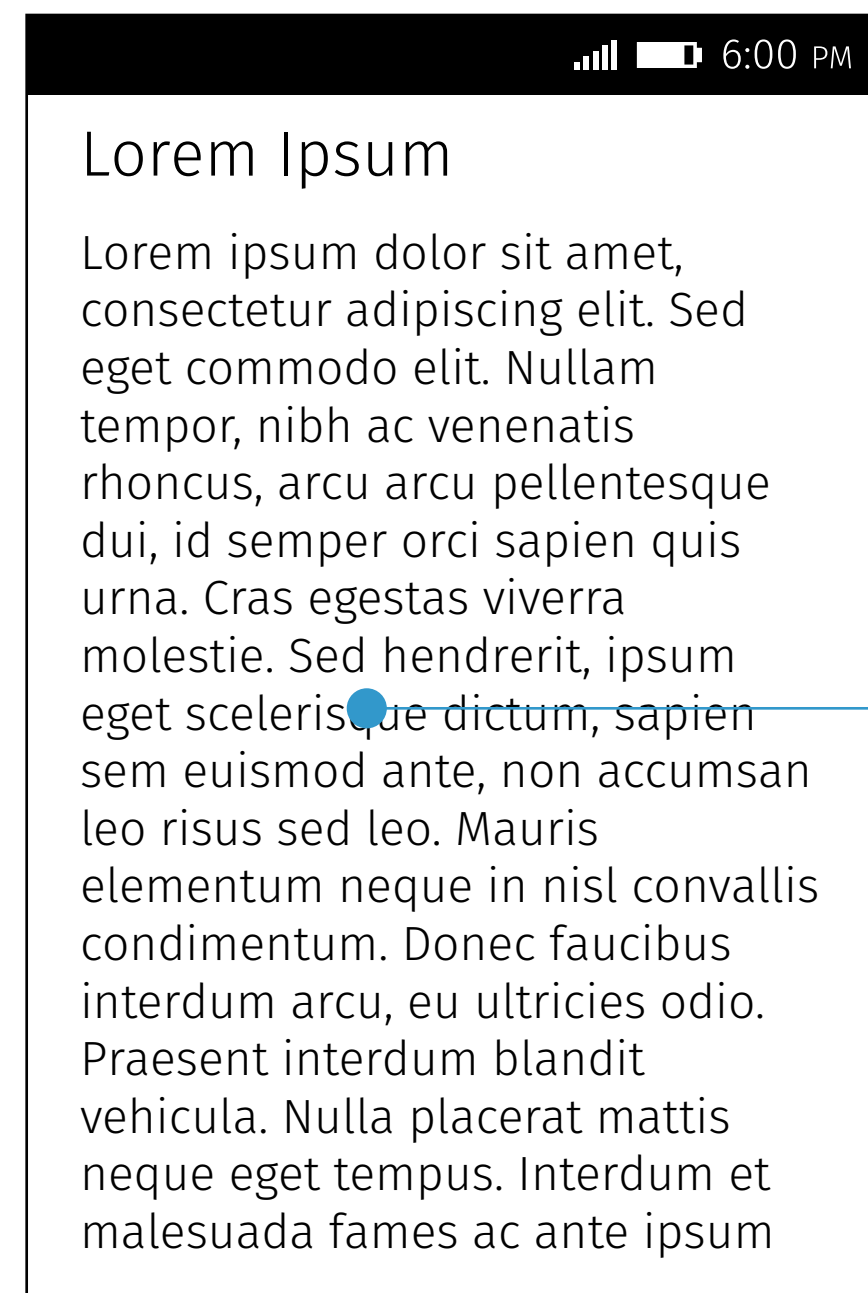 6:00 PM
Lorem Ipsum
Lorem ipsum dolor sit amet,
consectetur adipiscing elit. Sed
eget commodo elit. Nullam
tempor, nibh ac venenatis
rhoncus, arcu arcu pellentesque
dui, id semper orci sapien quis
urna. Cras egestas viverra
molestie. Sed hendrerit, ipsum
eget scelerisque dictum, sapien
sem euismod ante, non accumsan
leo risus sed leo. Mauris
elementum neque in nisl convallis
condimentum. Donec faucibus
interdum arcu, eu ultricies odio.
Praesent interdum blandit
vehicula. Nulla placerat mattis
neque eget tempus. Interdum et
malesuada fames ac ante ipsum